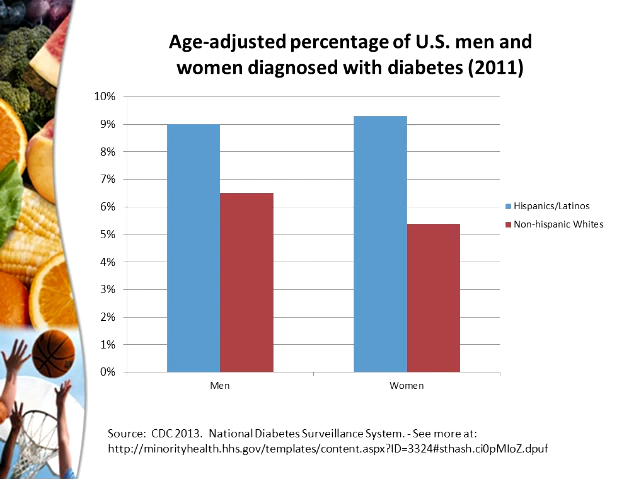 Age-adjusted percentage of U.S. men and
women diagnosed with diabetes (2011)
10%
9%
8%
7%
6%
5%
4%
3%
2%
1%
0%
Men
Women
Hispanics/Latinos
Non-hispanic Whites
Source:  CDC 2013.  National Diabetes Surveillance System. - See more at:
http://minorityhealth.hhs.gov/templates/content.aspx?ID=3324#sthash.ci0pMIoZ.dpuf